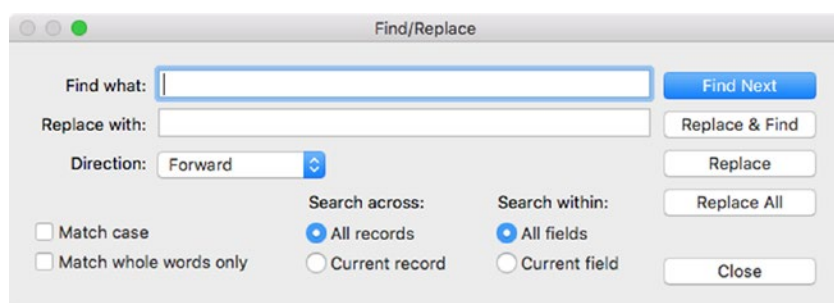 Find/Replace
Find what:
Find Next
Replace with:
Replace & Find
Direction: Forward
Replace
Search across: Search within:
Replace All
Match case
All records
All fields
Match whole words only
Current record
Current field
Close